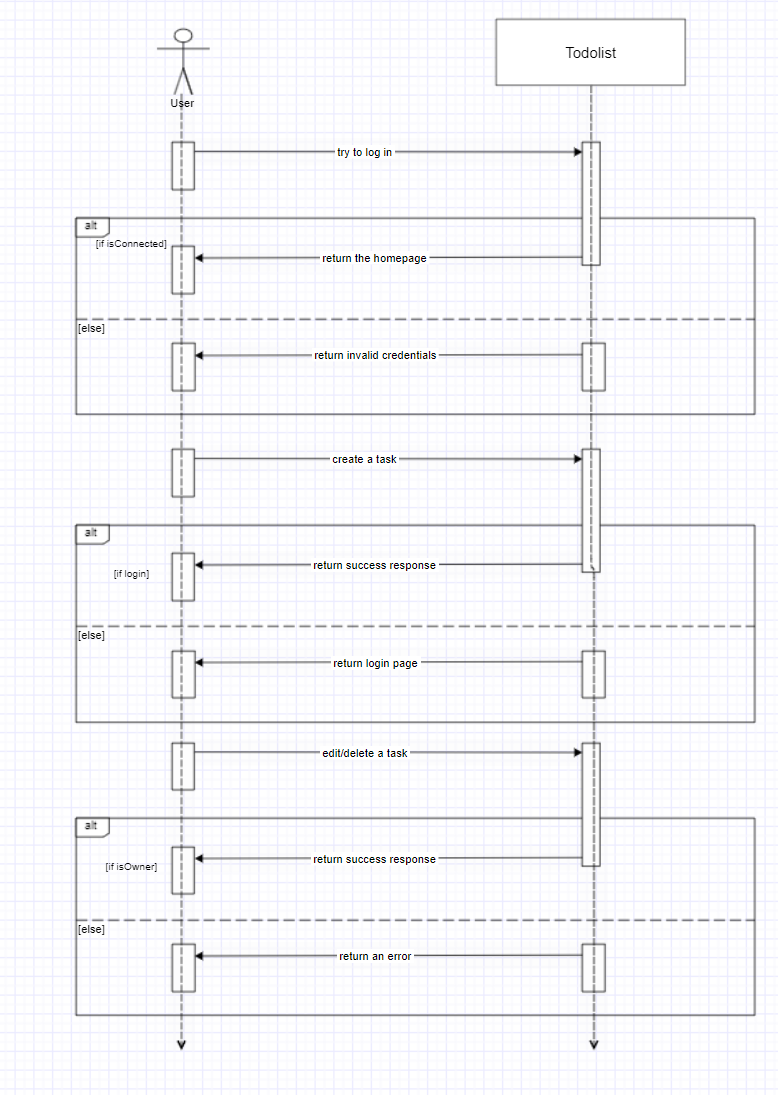 Todolist
User
try to log in
alt
[if isConnected]
return the homepage
[else]
return invalid credentials
create a task
alt
return success response
[if login]
[else]
return login page
edit/delete a task
alt
return success response
[if isOwner]
[else]
return an error